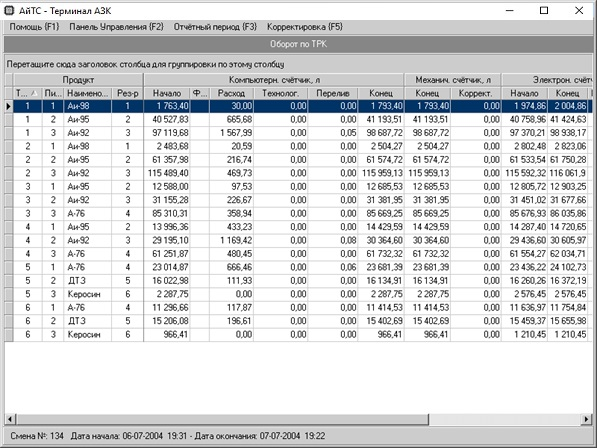 АйТС - Терминал АЗК
Помощь (F1) Панель Управления (F2) Отчётный период (F3) Корректировка (F5)
Оборот по ТРК
Перетащите сюда заголовок столбца для группировки по этому столбцу
Продукт Компьютерн. счётчик, л Механич. счётчик, л Электрон. счётч
Т... Пи... Наимено... Рез-р Начало Ф... Расход Технолог. Перелив Конец Конец Коррект. Начало Конец
1 1 Аи-98 1 1 763,40 30,00 0,00 0,00 1 793,40 1 793,40 0,00 1 974,86 2 004,86
1 2 Аи-95 2 40 527,83 665,68 0,00 0,00 41 193,51 41 193,51 0,00 40 758,96 41 424,63
1 3 Аи-92 3 97 119,68 1 567,99 0,00 0,05 98 687,72 98 687,72 0,00 97 370,21 98 938,17
2 1 Аи-98 1 2 483,68 20,59 0,00 0,00 2 504,27 2 504,27 0,00 2 802,48 2 823,06
2 2 Аи-95 2 61 357,98 216,74 0,00 0,00 61 574,72 61 574,72 0,00 61 533,54 61 750,28
2 3 Аи-92 3 115 489,40 469,73 0,00 0,00 115 959,13 115 959,13 0,00 115 592,32 116 061,9
3 1 Аи-95 2 12 588,00 97,53 0,00 0,00 12 685,53 12 685,53 0,00 12 805,72 12 903,25
3 2 Аи-92 3 31 155,28 226,67 0,00 0,00 31 381,95 31 381,95 0,00 31 451,02 31 677,66
3 3 А-76 4 85 310,31 358,94 0,00 0,00 85 669,25 85 669,25 0,00 85 676,93 86 035,86
4 1 Аи-95 2 13 996,36 433,23 0,00 0,00 14 429,59 14 429,59 0,00 14 287,40 14 720,65
4 2 Аи-92 3 29 195,10 1 169,42 0,00 0,08 30 364,60 30 364,60 0,00 29 436,60 30 605,97
4 3 А-76 4 61 251,87 480,45 0,00 0,00 61 732,32 61 732,32 0,00 61 554,27 62 034,71
5 1 А-76 4 23 014,87 666,46 0,00 0,06 23 681,39 23 681,39 0,00 23 436,22 24 102,73
5 2 ДТЗ 5 16 022,98 111,93 0,00 0,00 16 134,91 16 134,91 0,00 16 260,26 16 372,19
5 3 Керосин 6 2 287,75 0,00 0,00 0,00 2 287,75 2 287,75 0,00 2 576,45 2 576,45
6 1 А-76 4 11 296,66 117,87 0,00 0,00 11 414,53 11 414,53 0,00 11 636,97 11 754,84
6 2 ДТЗ 5 15 206,08 196,61 0,00 0,00 15 402,69 15 402,69 0,00 15 459,37 15 655,98
6 3 Керосин 6 966,41 0,00 0,00 0,00 966,41 966,41 0,00 1 210,45 1 210,45
Смена №: 134 Дата начала: 06-07-2004 19:31 - Дата окончания: 07-07-2004 19:22